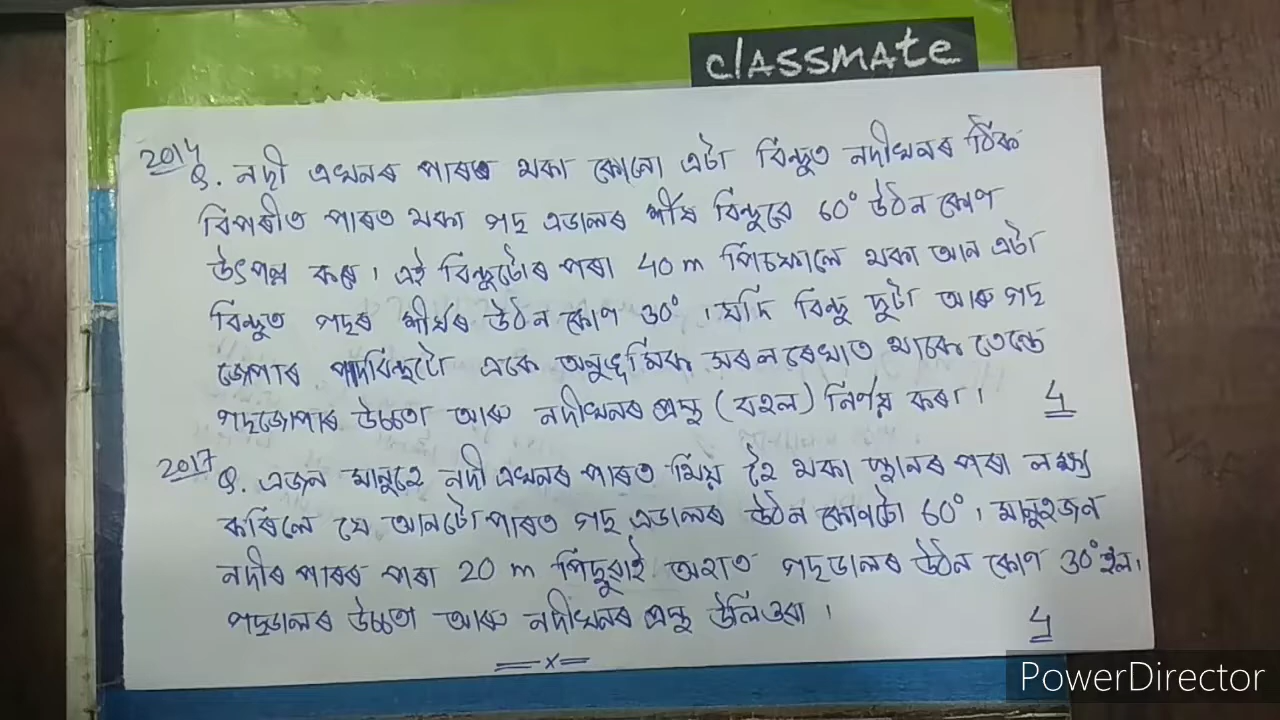 classmate
2014
Q. নদী এখনৰ পাৰত থকা কোনো এটা বিন্দুত নদীখনৰ ঠিক
বিপৰীত পাৰত থকা গছ এডালৰ শীৰ্ষ বিন্দুৱে 60° উঠন কোণ
উৎপন্ন কৰে। এই বিন্দুটোৰ পৰা 40 m পিচফালে থকা আন এটা
বিন্দুত গছৰ শীৰ্ষৰ উঠন কোণ 30°। যদি বিন্দু দুটা আৰু গছ
জোপাৰ পাদবিন্দুটো একে অনুভূমিক সৰল ৰেখাত থাকে তেন্তে
গছজোপাৰ উচ্চতা আৰু নদীখনৰ প্ৰস্থ (বহল) নিৰ্ণয় কৰা। 4
2017
Q. এজন মানুহে নদী এখনৰ পাৰত থিয় হৈ থকা স্থানৰ পৰা লক্ষ্য
কৰিলে যে আনটো পাৰত গছ এডালৰ উঠন কোণটো 60°। মানুহজন
নদীৰ পাৰৰ পৰা 20 m পিছুৱাই অহাত গছডালৰ উঠন কোণ 30° হ'ল।
গছডালৰ উচ্চতা আৰু নদীখনৰ প্ৰস্থ উলিওৱা। 4
x
PowerDirector